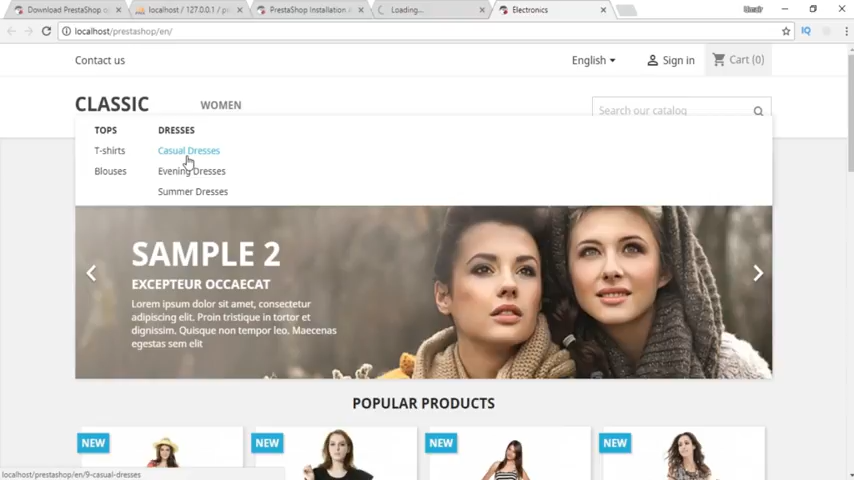 Download PrestaShop o
localhost / 127.0.0.1 / p
PrestaShop Installation A
Loading...
Electronics
localhost/prestashop/en/
IQ
Contact us
English
Sign in
Cart (0)
CLASSIC
WOMEN
Search our catalog
TOPS
DRESSES
T-shirts
Casual Dresses
Blouses
Evening Dresses
Summer Dresses
SAMPLE 2
EXCEPTEUR OCCAECAT
Lorem ipsum dolor sit amet, consectetur
adipiscing elit. Proin tristique in tortor et
dignissim. Quisque non tempor leo. Maecenas
egestas sem elit
POPULAR PRODUCTS
NEW
NEW
NEW
NEW
localhost/prestashop/en/9-casual-dresses